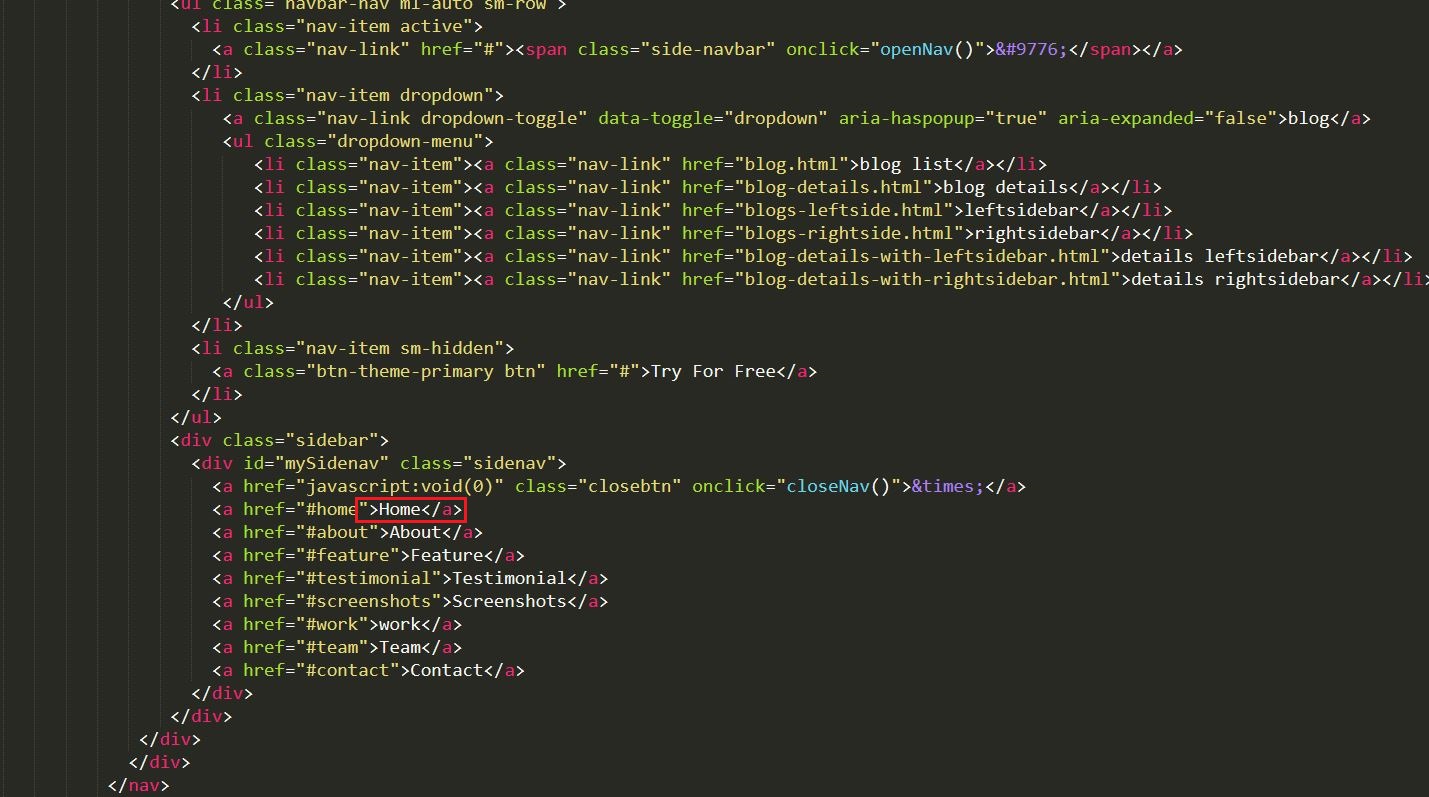 <ul class="navbar-nav ml-auto sm-row">
<li class="nav-item active">
<a class="nav-link" href="#"><span class="side-navbar" onclick="openNav()">&#9776;</span></a>
</li>
<li class="nav-item dropdown">
<a class="nav-link dropdown-toggle" data-toggle="dropdown" aria-haspopup="true" aria-expanded="false">blog</a>
<ul class="dropdown-menu">
<li class="nav-item"><a class="nav-link" href="blog.html">blog list</a></li>
<li class="nav-item"><a class="nav-link" href="blog-details.html">blog details</a></li>
<li class="nav-item"><a class="nav-link" href="blogs-leftside.html">leftsidebar</a></li>
<li class="nav-item"><a class="nav-link" href="blogs-rightside.html">rightsidebar</a></li>
<li class="nav-item"><a class="nav-link" href="blog-details-with-leftsidebar.html">details leftsidebar</a></li>
<li class="nav-item"><a class="nav-link" href="blog-details-with-rightsidebar.html">details rightsidebar</a></li>
</ul>
</li>
<li class="nav-item sm-hidden">
<a class="btn-theme-primary btn" href="#">Try For Free</a>
</li>
</ul>
<div class="sidebar">
<div id="mySidenav" class="sidenav">
<a href="javascript:void(0)" class="closebtn" onclick="closeNav()">&times;</a>
<a href="#home">Home</a>
<a href="#about">About</a>
<a href="#feature">Feature</a>
<a href="#testimonial">Testimonial</a>
<a href="#screenshots">Screenshots</a>
<a href="#work">work</a>
<a href="#team">Team</a>
<a href="#contact">Contact</a>
</div>
</div>
</div>
</div>
</nav>